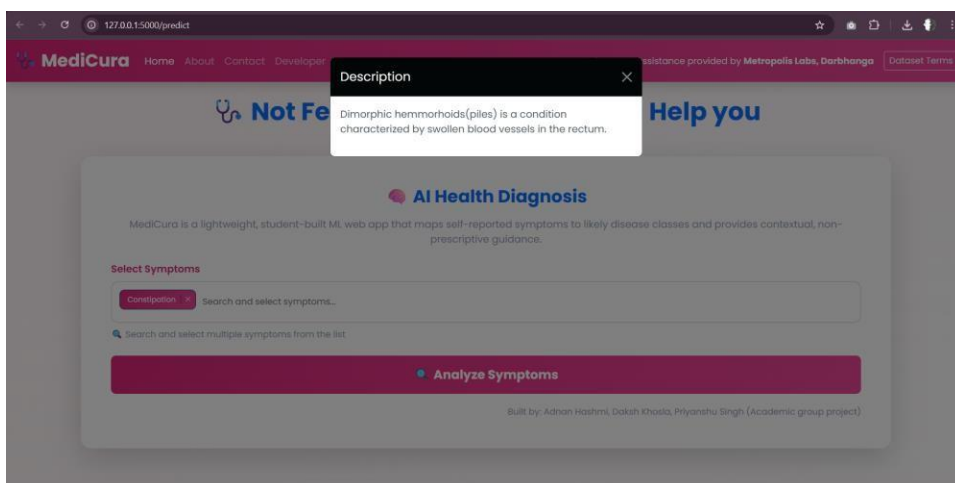 127.0.0.1:5000/predict
MediCura Home About Contact Developer
ssistance provided by Metropolis Labs, Darbhanga
Dataset Terms
Description
Not Fe
Help you
Dimorphic hemmorhoids(piles) is a condition
characterized by swollen blood vessels in the rectum.
AI Health Diagnosis
MediCura is a lightweight, student-built ML web app that maps self-reported symptoms to likely disease classes and provides contextual, non-
prescriptive guidance.
Select Symptoms
Constipation × Search and select symptoms...
Search and select multiple symptoms from the list
Analyze Symptoms
Built by: Adnan Hashmi, Daksh Khosla, Priyanshu Singh (Academic group project)